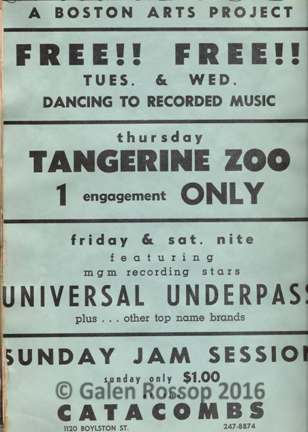 A BOSTON ARTS PROJECT
FREE!! FREE!!
TUES. & WED.
DANCING TO RECORDED MUSIC
thursday
TANGERINE ZOO
1 engagement ONLY
friday & sat. nite
featuring
mgm recording stars
UNIVERSAL UNDERPASS
plus . . . other top name brands
SUNDAY JAM SESSION
sunday only $1.00
© Galen Rossop 2016
CATACOMBS
1120 BOYLSTON ST. 247-8874